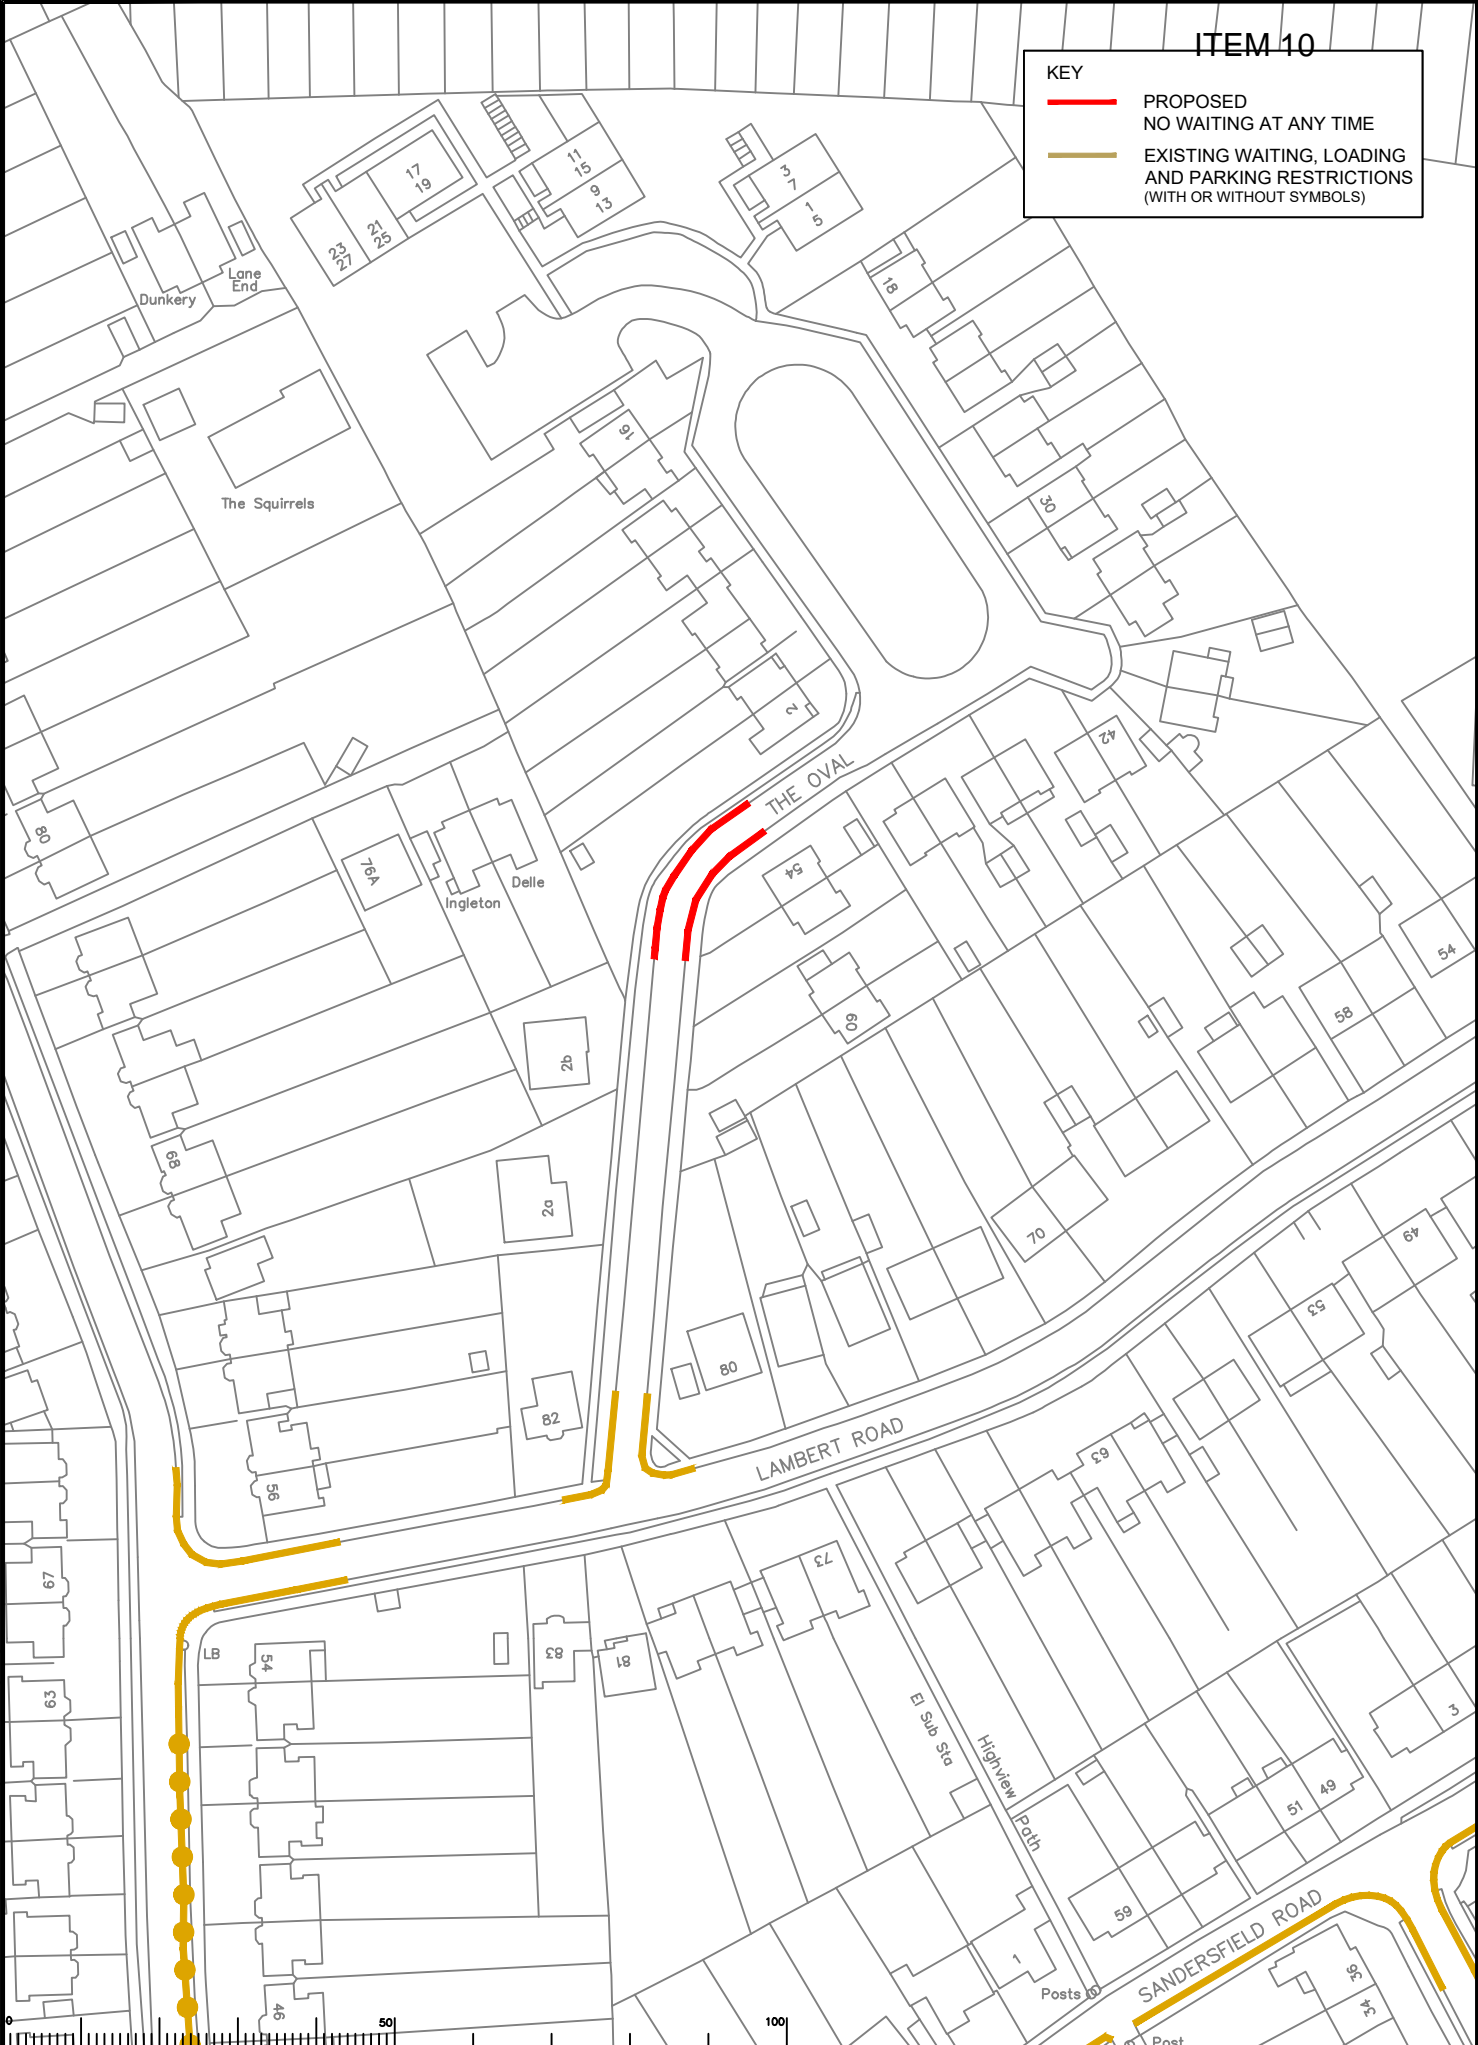 ITEM 10
KEY
PROPOSED
NO WAITING AT ANY TIME
EXISTING WAITING, LOADING
AND PARKING RESTRICTIONS
(WITH OR WITHOUT SYMBOLS)
17
19
11
15
9
13
3
7
1
5
21
25
23
27
Lane
End
Dunkery
18
16
The Squirrels
30
2
42
THE OVAL
80
76A
Delle
Ingleton
54
54
60
58
2b
68
2a
70
49
53
80
82
LAMBERT ROAD
63
56
73
67
LB
54
83
81
63
El Sub Sta
Highview
Path
3
49
51
59
SANDERSFIELD ROAD
1
36
34
46
Posts
Post
0
50
100